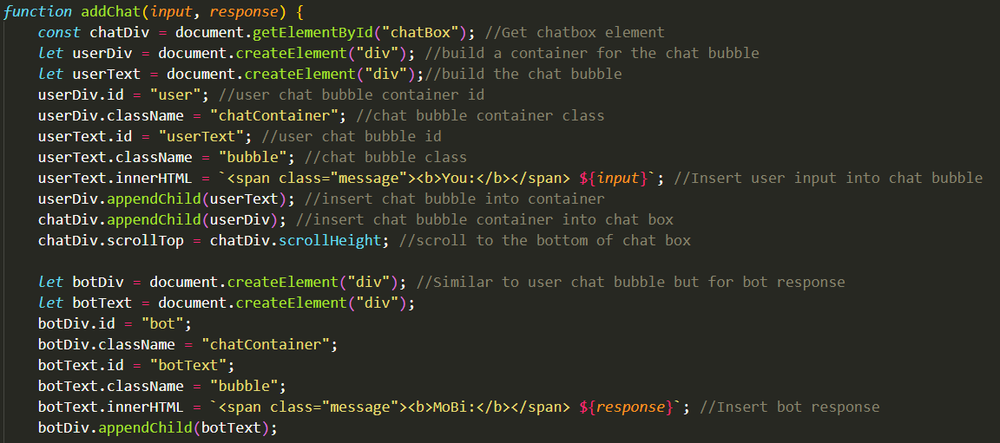 function addChat(input, response) {
    const chatDiv = document.getElementById("chatBox"); //Get chatbox element
    let userDiv = document.createElement("div"); //build a container for the chat bubble
    let userText = document.createElement("div");//build the chat bubble
    userDiv.id = "user"; //user chat bubble container id
    userDiv.className = "chatContainer"; //chat bubble container class
    userText.id = "userText"; //user chat bubble id
    userText.className = "bubble"; //chat bubble class
    userText.innerHTML = `<span class="message"><b>You:</b></span> ${input}`; //Insert user input into chat bubble
    userDiv.appendChild(userText); //insert chat bubble into container
    chatDiv.appendChild(userDiv); //insert chat bubble container into chat box
    chatDiv.scrollTop = chatDiv.scrollHeight; //scroll to the bottom of chat box

    let botDiv = document.createElement("div"); //Similar to user chat bubble but for bot response
    let botText = document.createElement("div");
    botDiv.id = "bot";
    botDiv.className = "chatContainer";
    botText.id = "botText";
    botText.className = "bubble";
    botText.innerHTML = `<span class="message"><b>MoBi:</b></span> ${response}`; //Insert bot response
    botDiv.appendChild(botText);